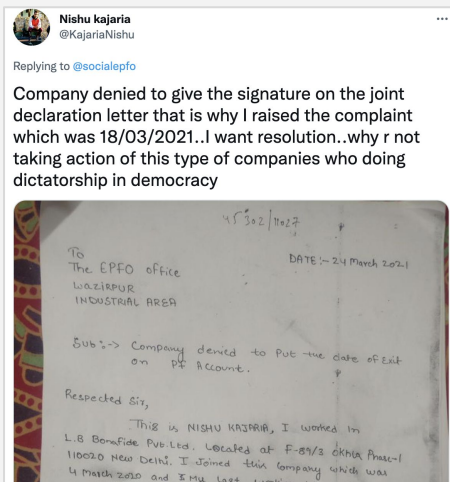 Nishu kajaria
@KajariaNishu
Replying to @socialepfo
Company denied to give the signature on the joint
declaration letter that is why I raised the complaint
which was 18/03/2021..I want resolution..why r not
taking action of this type of companies who doing
dictatorship in democracy
45302/11027
To
The EPFO office
DATE:- 24 March 2021
WAZIRPUR
INDUSTRIAL AREA
Sub:-> Company denied to Put the date of Exit
on PF Account.
Respected Sir,
This is NISHU KAJARIA, I worked in
L.B Bonafide Pvt.Ltd. Located at F-89/3 okhla Phase-1
110020 New Delhi. I Joined this Company which was
4 March 2020 and